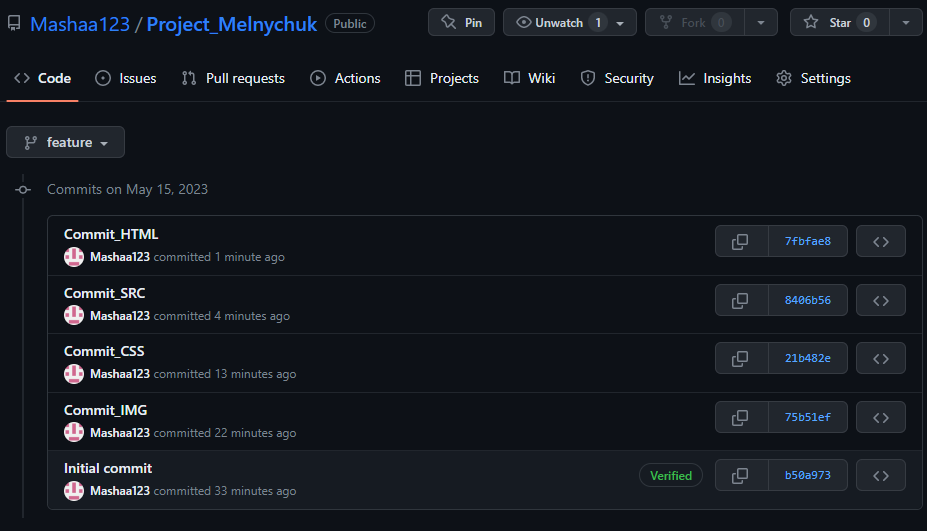 Mashaa123 / Project_Melnychuk Public Pin Unwatch 1 Fork 0 Star 0
Code Issues Pull requests Actions Projects Wiki Security Insights Settings
feature
Commits on May 15, 2023
Commit_HTML
Mashaa123 committed 1 minute ago
7fbfae8
Commit_SRC
Mashaa123 committed 4 minutes ago
8406b56
Commit_CSS
Mashaa123 committed 13 minutes ago
21b482e
Commit_IMG
Mashaa123 committed 22 minutes ago
75b51ef
Initial commit
Mashaa123 committed 33 minutes ago
Verified b50a973